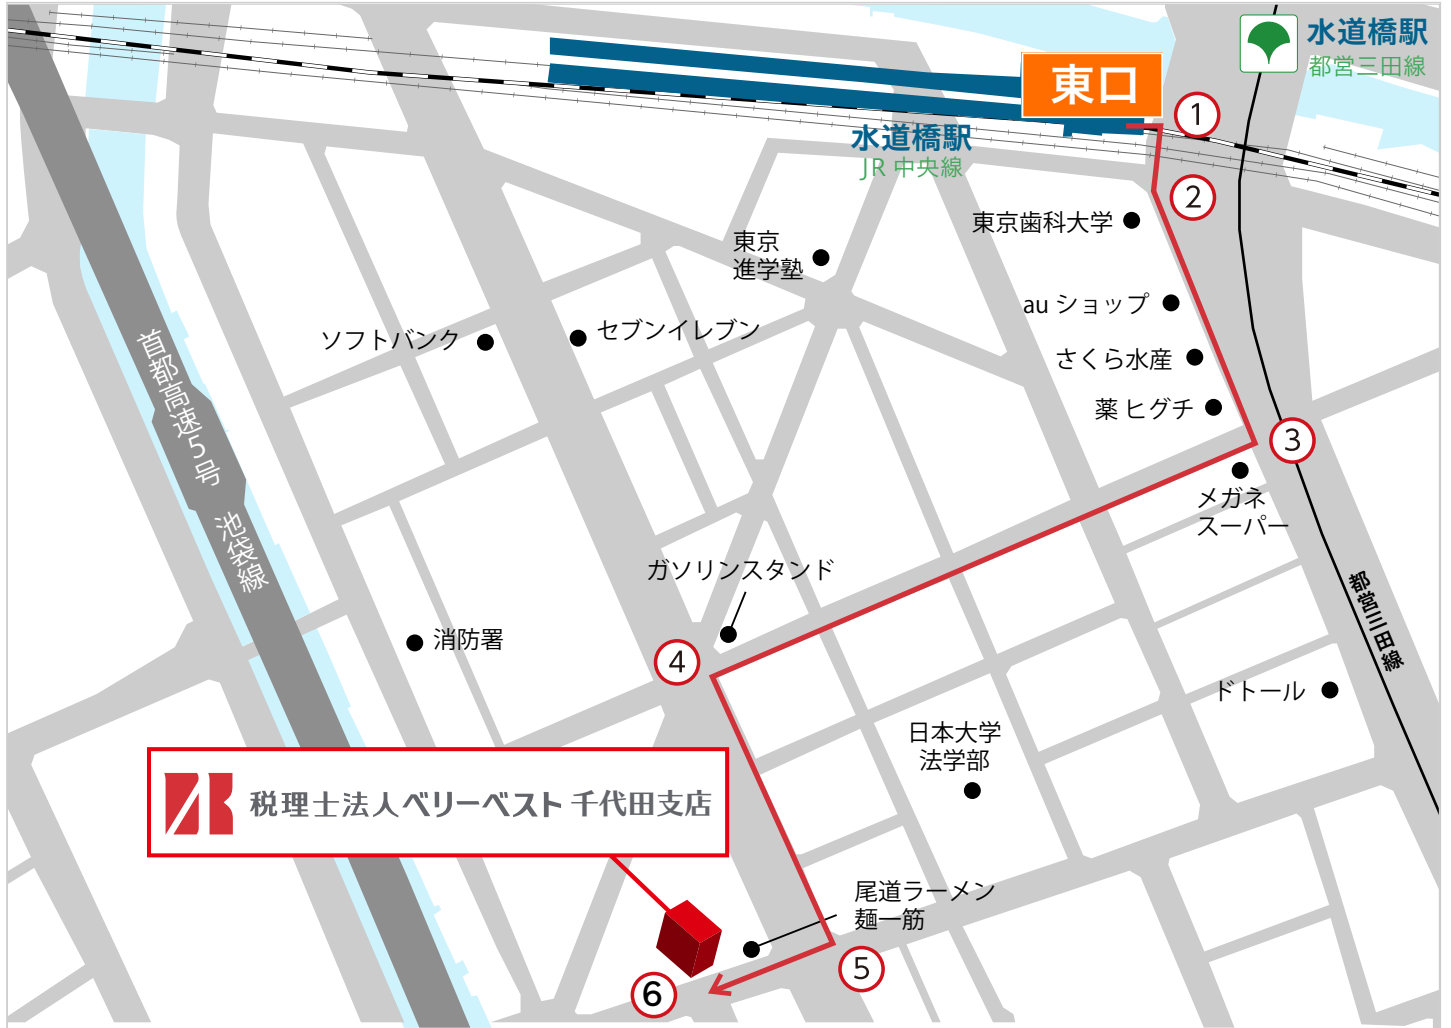 水道橋駅
都営三田線
東口
①
水道橋駅
JR 中央線
②
東京歯科大学
東京
進学塾
au ショップ
ソフトバンク
セブンイレブン
さくら水産
薬 ヒグチ
③
首都高速5号 池袋線
メガネ
スーパー
ガソリンスタンド
都営三田線
消防署
④
ドトール
日本大学
法学部
税理士法人ベリーベスト 千代田支店
尾道ラーメン
麺一筋
⑤
⑥